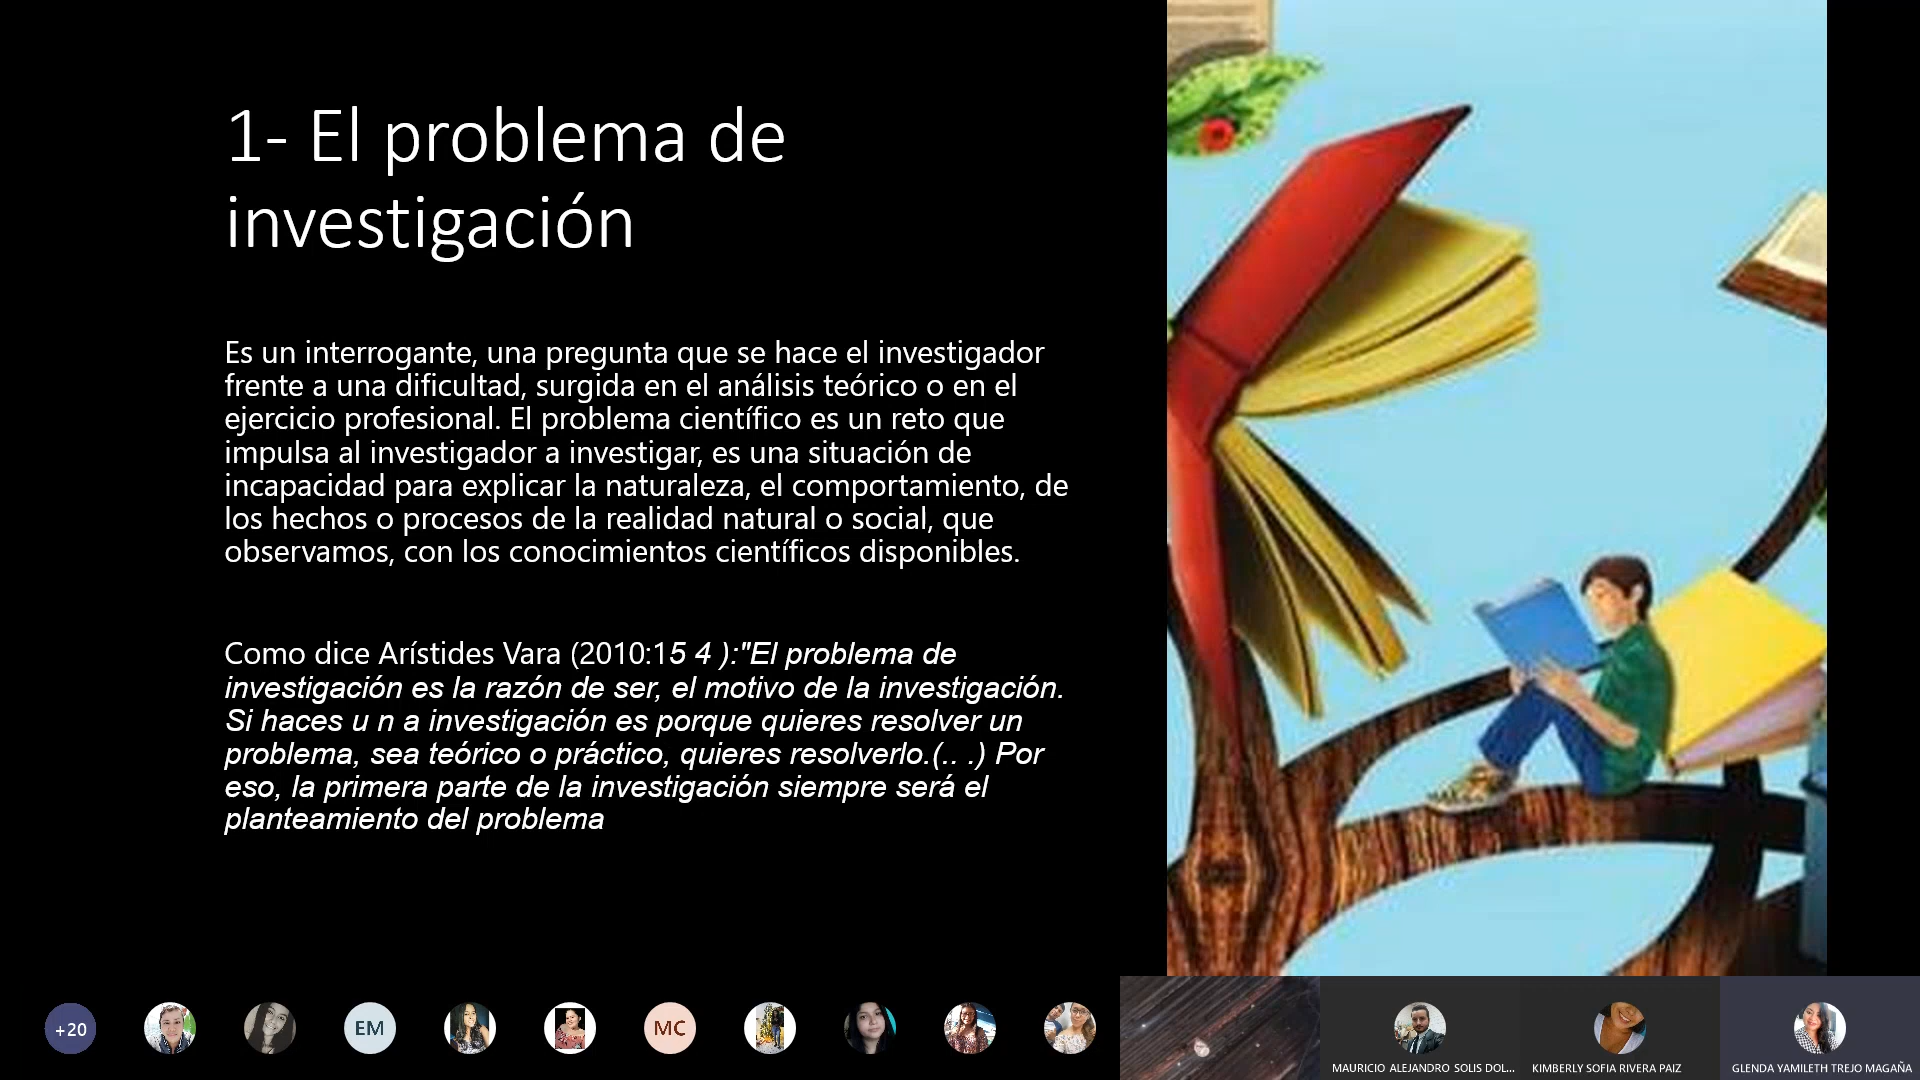 1- El problema de
investigación
Es un interrogante, una pregunta que se hace el investigador
frente a una dificultad, surgida en el análisis teórico o en el
ejercicio profesional. El problema científico es un reto que
impulsa al investigador a investigar, es una situación de
incapacidad para explicar la naturaleza, el comportamiento, de
los hechos o procesos de la realidad natural o social, que
observamos, con los conocimientos científicos disponibles.
Como dice Arístides Vara (2010:15 4 ):"El problema de
investigación es la razón de ser, el motivo de la investigación.
Si haces u n a investigación es porque quieres resolver un
problema, sea teórico o práctico, quieres resolverlo.(.. .) Por
eso, la primera parte de la investigación siempre será el
planteamiento del problema
+20
EM
MC
MAURICIO ALEJANDRO SOLIS DOL...
KIMBERLY SOFIA RIVERA PAIZ
GLENDA YAMILETH TREJO MAGAÑA